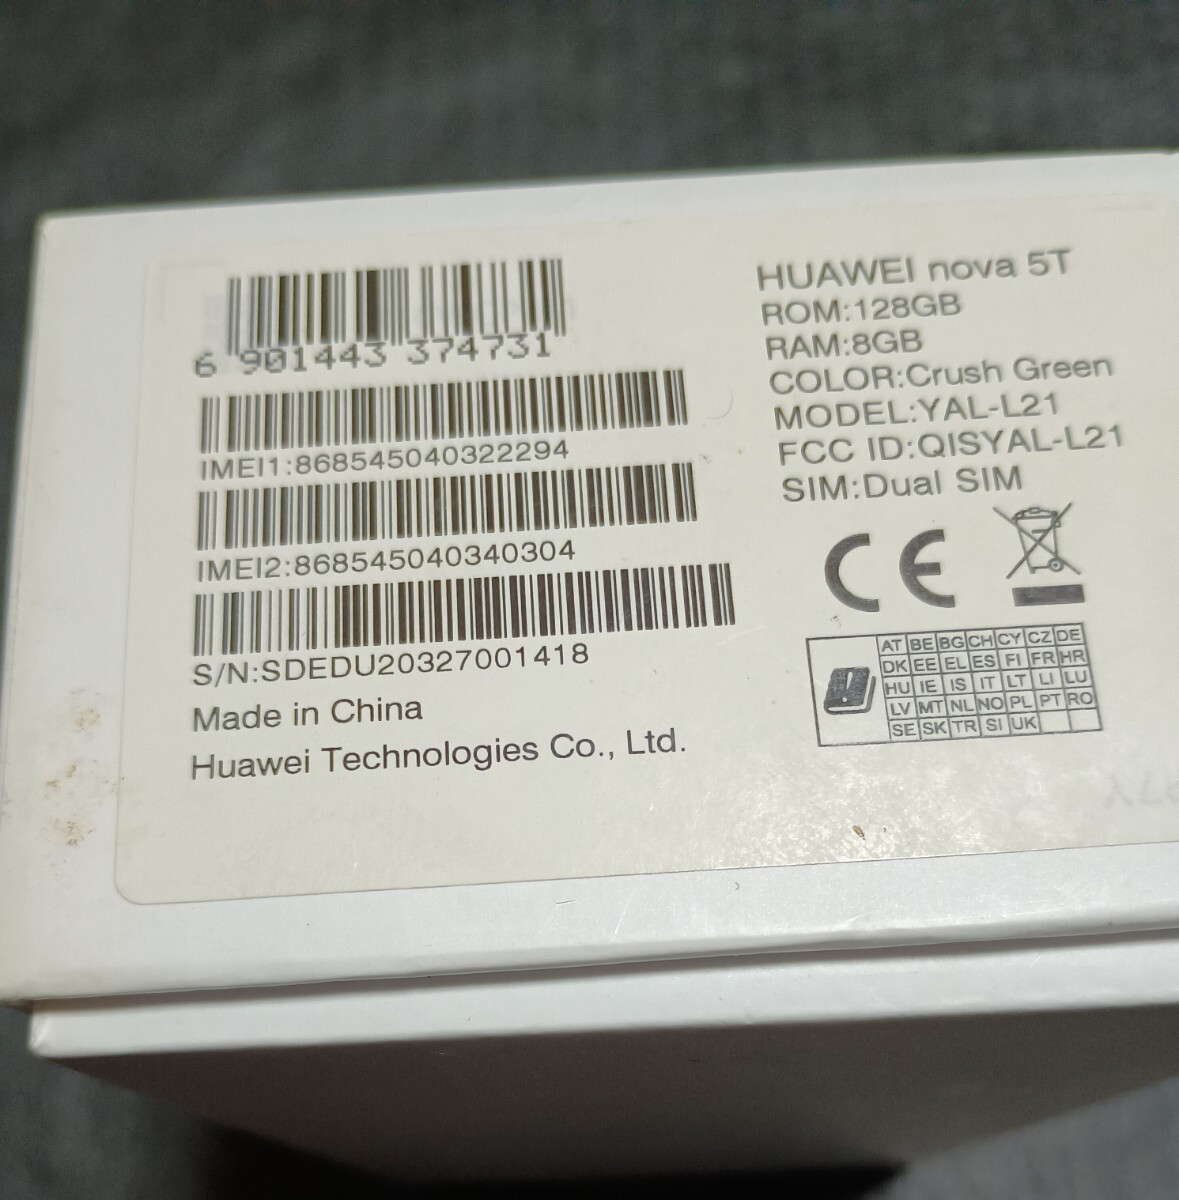 6 901443 374731
IMEI1:868545040322294
IMEI2:868545040340304
S/N:SDEDU20327001418
Made in China
Huawei Technologies Co., Ltd.
HUAWEI nova 5T
ROM:128GB
RAM:8GB
COLOR:Crush Green
MODEL:YAL-L21
FCC ID:QISYAL-L21
SIM:Dual SIM
CE
AT BE BG CH CY CZ DE
DK EE EL ES FI FR HR
HU IE IS IT LT LI LU
LV MT NL NO PL PT RO
SE SK TR SI UK